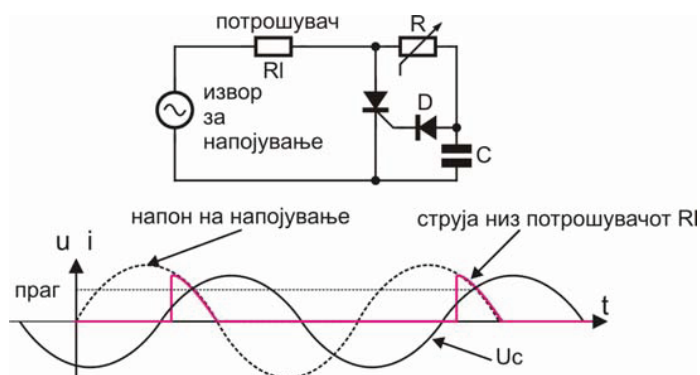 потрошувач
R
Rl
извор
за
напојување
D
C
напон на напојување
струја низ потрошувачот Rl
u i
праг
t
Uc